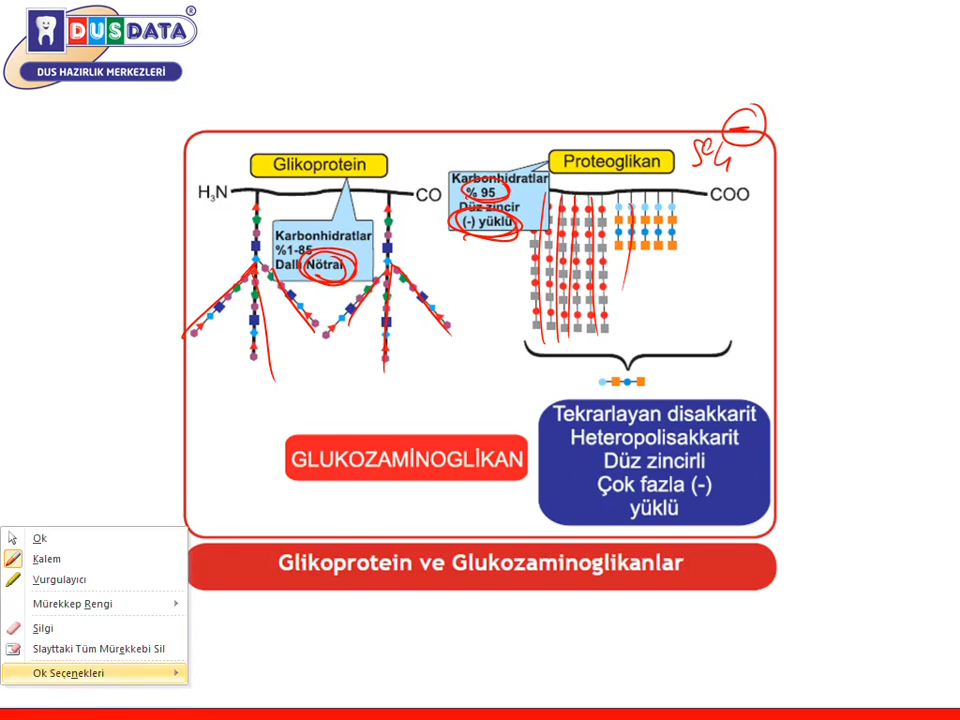 ®
DUSDATA
DUS HAZIRLIK MERKEZLERİ
Glikoprotein
Proteoglikan
SO4
H3N
CO
Karbonhidratlar
% 95
Düz zincir
(-) yüklü
COO
Karbonhidratlar
%1-85
Dallı Nötral
Tekrarlayan disakkarit
Heteropolisakkarit
Düz zincirli
Çok fazla (-)
yüklü
GLUKOZAMİNOGLİKAN
Glikoprotein ve Glukozaminoglikanlar
Ok
Kalem
Vurgulayıcı
Mürekkep Rengi
Silgi
Slayttaki Tüm Mürekkebi Sil
Ok Seçenekleri